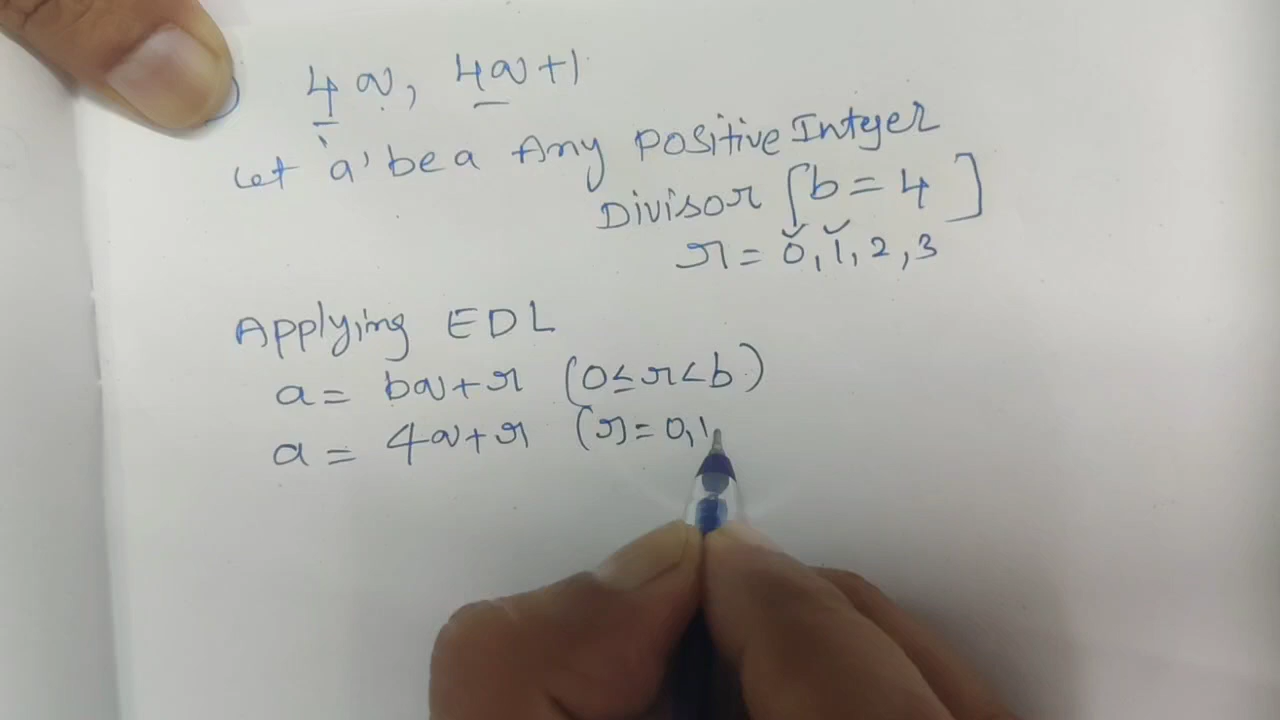 4q, 4q+1
Let 'a' be a Any Positive Integer
Divisor [b = 4]
r = 0, 1, 2, 3
Applying EDL
a = bq+r (0≤r<b)
a = 4q+r (r = 0, 1